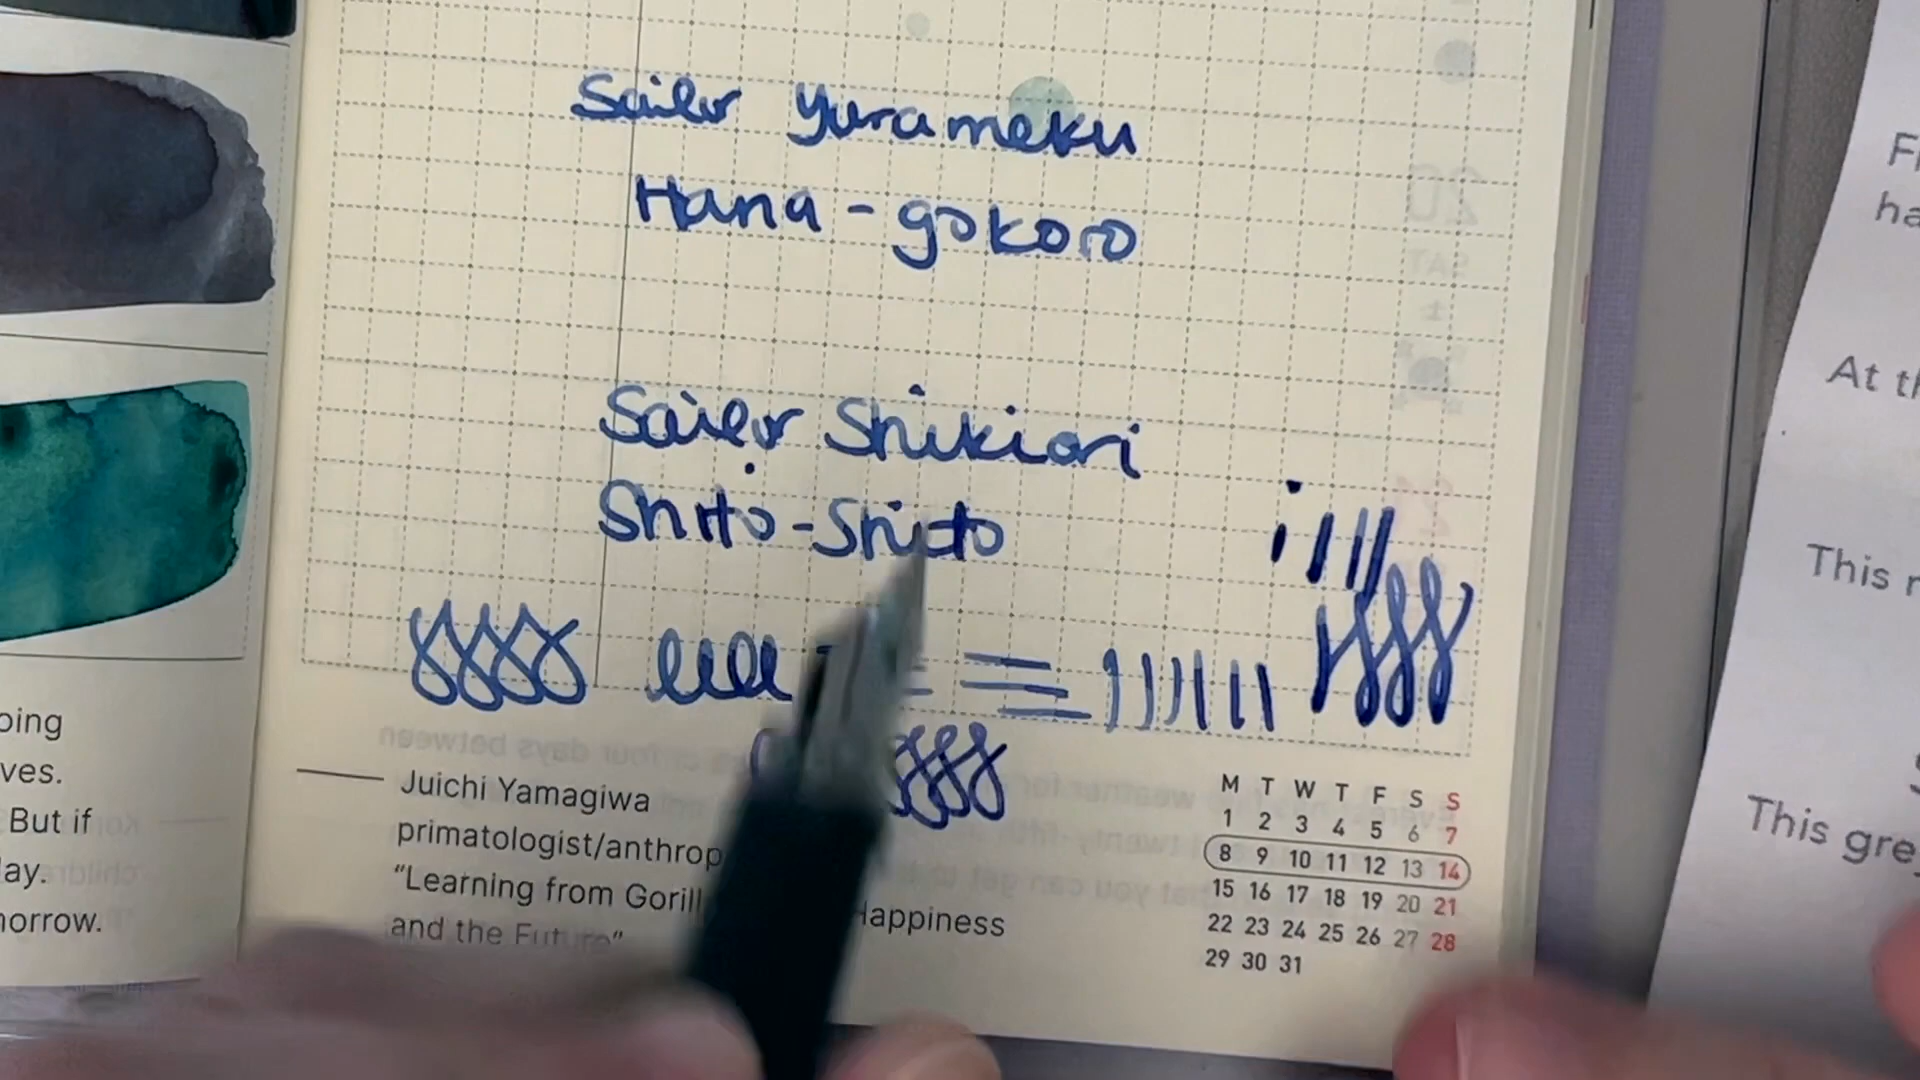 Sailor Yurameku
Hana-gokoro
Sailor Shikiori
Shito-Shito
Juichi Yamagiwa
primatologist/anthrop
"Learning from Gorill Happiness
and the Future"
M T W T F S S
1 2 3 4 5 6 7
8 9 10 11 12 13 14
15 16 17 18 19 20 21
22 23 24 25 26 27 28
29 30 31
ves.
But if
morrow.
At th
This
This gre